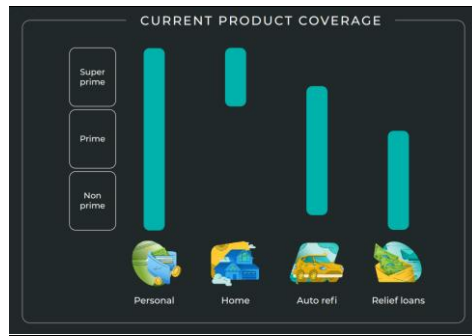 CURRENT PRODUCT COVERAGE
Super
prime
Prime
Non
prime
Personal
Home
Auto refi
Relief loans